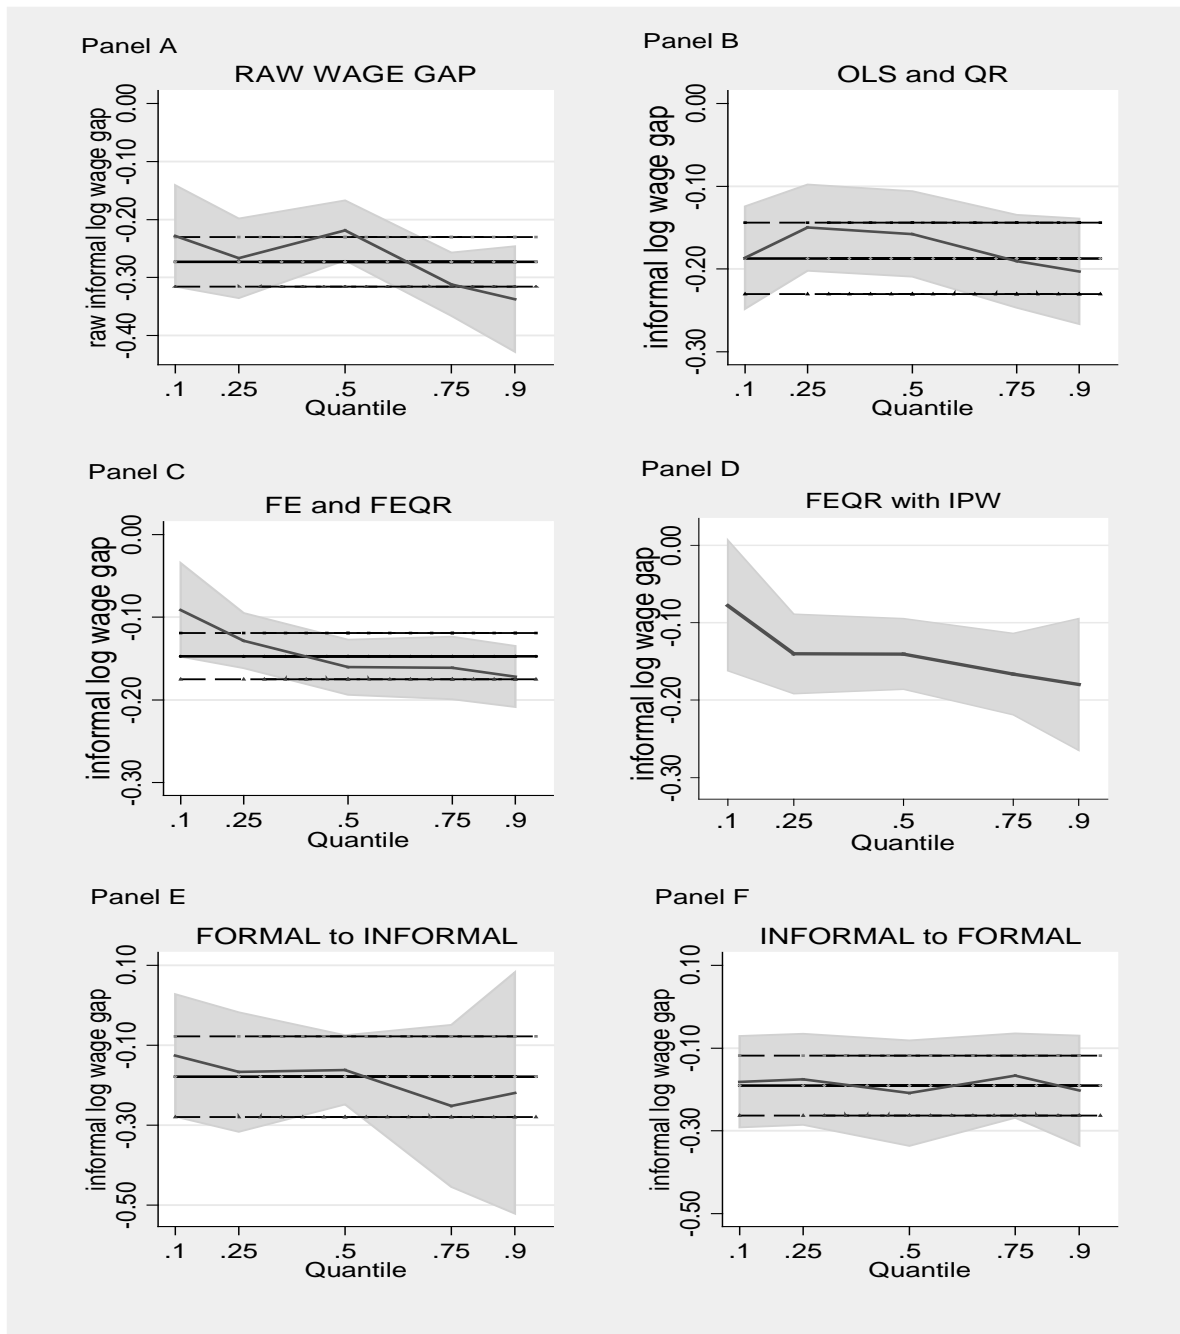 Panel A
RAW WAGE GAP
raw informal log wage gap
0.00
-0.10
-0.20
-0.30
-0.40
.1 .25 .5 .75 .9
Quantile
Panel B
OLS and QR
informal log wage gap
0.00
-0.10
-0.20
-0.30
.1 .25 .5 .75 .9
Quantile
Panel C
FE and FEQR
informal log wage gap
0.00
-0.10
-0.20
-0.30
.1 .25 .5 .75 .9
Quantile
Panel D
FEQR with IPW
informal log wage gap
0.00
-0.10
-0.20
-0.30
.1 .25 .5 .75 .9
Quantile
Panel E
FORMAL to INFORMAL
informal log wage gap
0.10
-0.10
-0.30
-0.50
.1 .25 .5 .75 .9
Quantile
Panel F
INFORMAL to FORMAL
informal log wage gap
0.10
-0.10
-0.30
-0.50
.1 .25 .5 .75 .9
Quantile